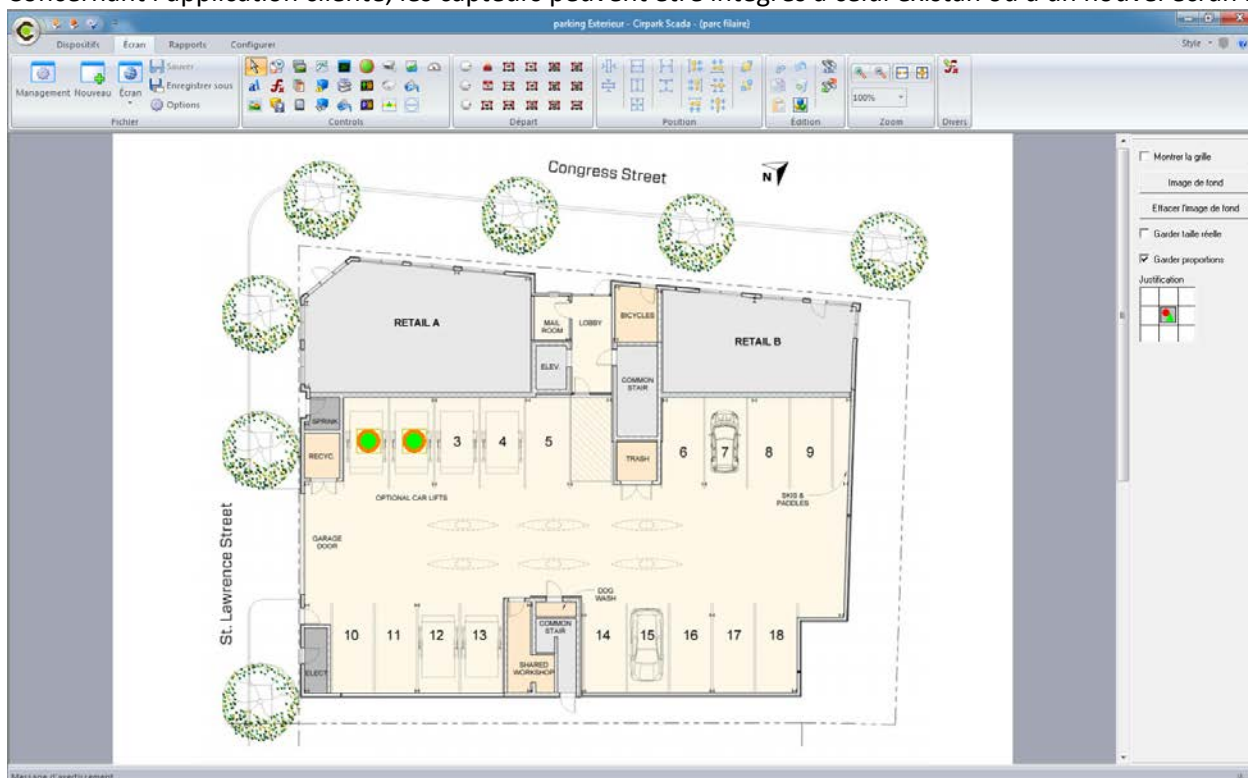 Concernant l'application cliente, les capteurs peuvent être intégrés à celui existan ou à un nouvel écran
parking Exterieur - Cirpark Scada - (parc filaire)
Dispositifs Écran Rapports Configurer Style
Management Nouveau Écran Sauver
Enregistrer sous
Options
100%
Fichier Controls Départ Position Édition Zoom Divers
Montrer la grille
Image de fond
Effacer l'image de fond
Garder taille réelle
Garder proportions
Justification
Congress Street
N
RETAIL A
MAIL ROOM
LOBBY
BICYCLES
RETAIL B
ELEV.
COMMON STAIR
SPRINK
RECYC.
3 4 5
TRASH
6 7 8 9
OPTIONAL CAR LIFTS
SKIS & PADDLES
GARAGE DOOR
St. Lawrence Street
DOG WASH
COMMON STAIR
10 11 12 13
14 15 16 17 18
SHARED WORKSHOP
ELECT
Message d'avertissement